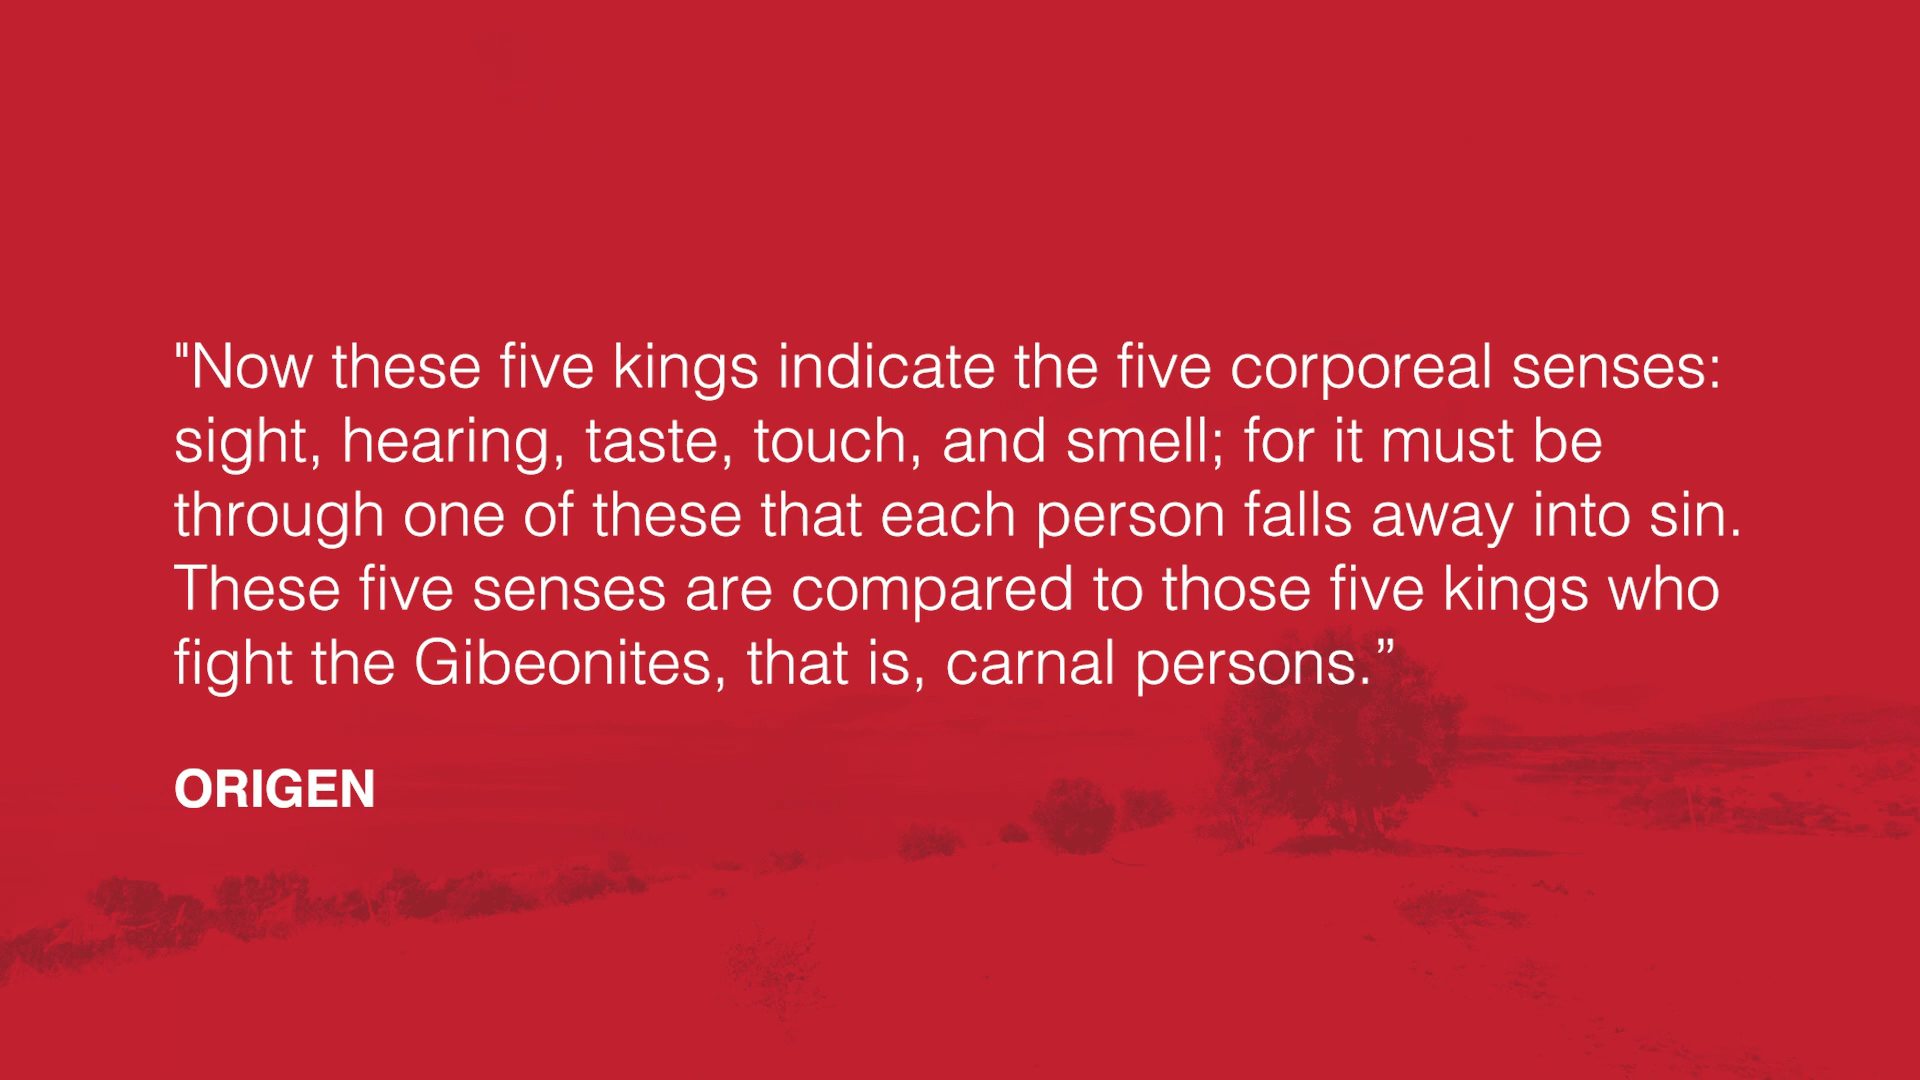 "Now these five kings indicate the five corporeal senses:
sight, hearing, taste, touch, and smell; for it must be
through one of these that each person falls away into sin.
These five senses are compared to those five kings who
fight the Gibeonites, that is, carnal persons.”
ORIGEN